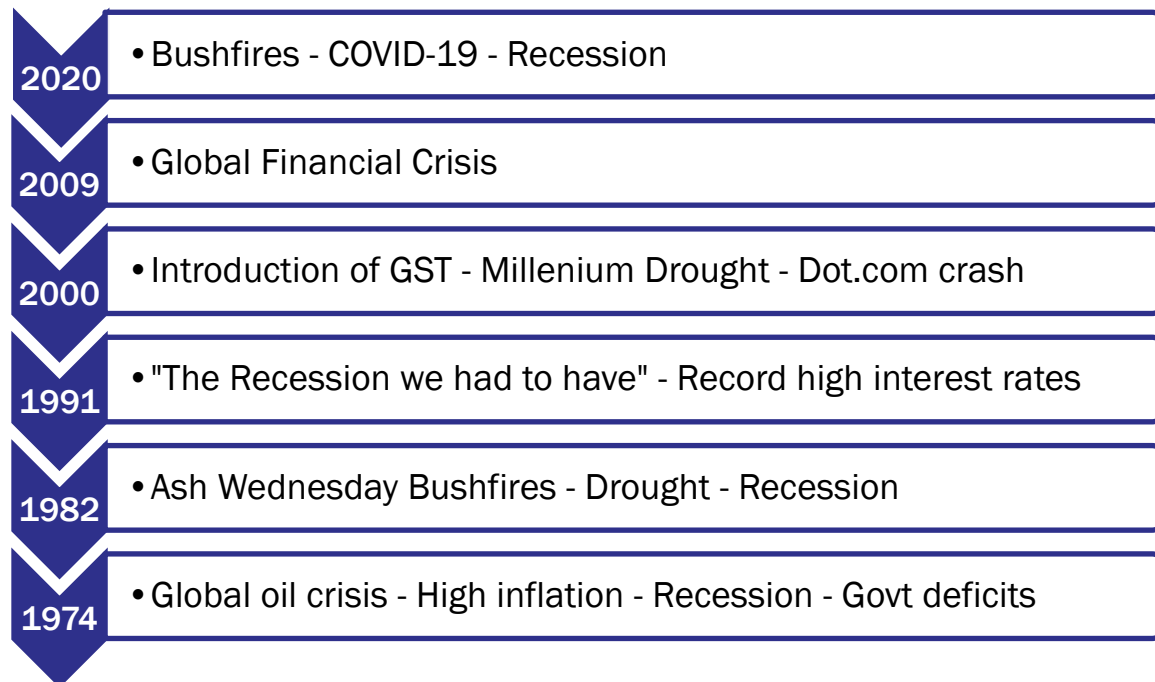 2020
• Bushfires - COVID-19 - Recession
2009
• Global Financial Crisis
2000
• Introduction of GST - Millenium Drought - Dot.com crash
1991
• "The Recession we had to have" - Record high interest rates
1982
• Ash Wednesday Bushfires - Drought - Recession
1974
• Global oil crisis - High inflation - Recession - Govt deficits